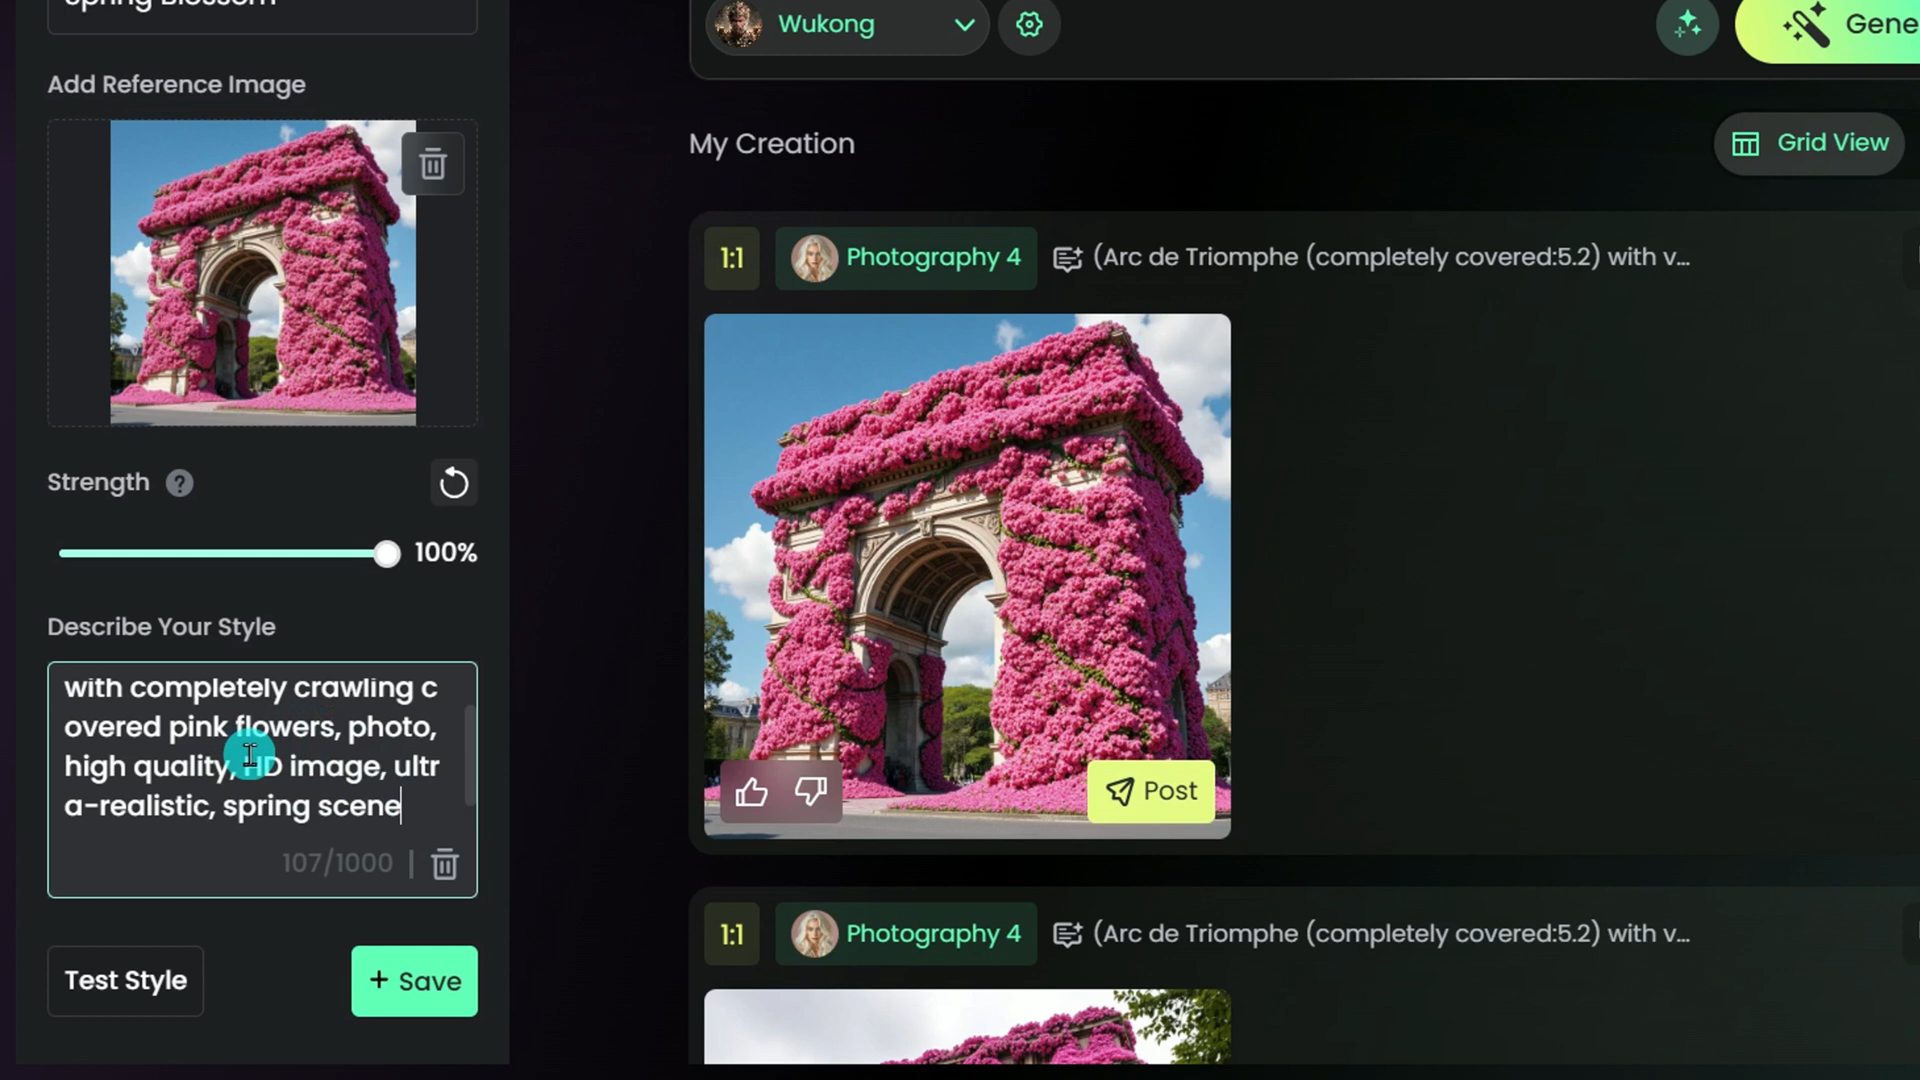 Spring Blossom
Wukong
Gene
Add Reference Image
My Creation
Grid View
1:1
Photography 4
(Arc de Triomphe (completely covered:5.2) with v...
Strength
?
100%
Describe Your Style
with completely crawling c
overed pink flowers, photo,
high quality, HD image, ultr
a-realistic, spring scene
107/1000
Post
1:1
Photography 4
(Arc de Triomphe (completely covered:5.2) with v...
Test Style
+ Save